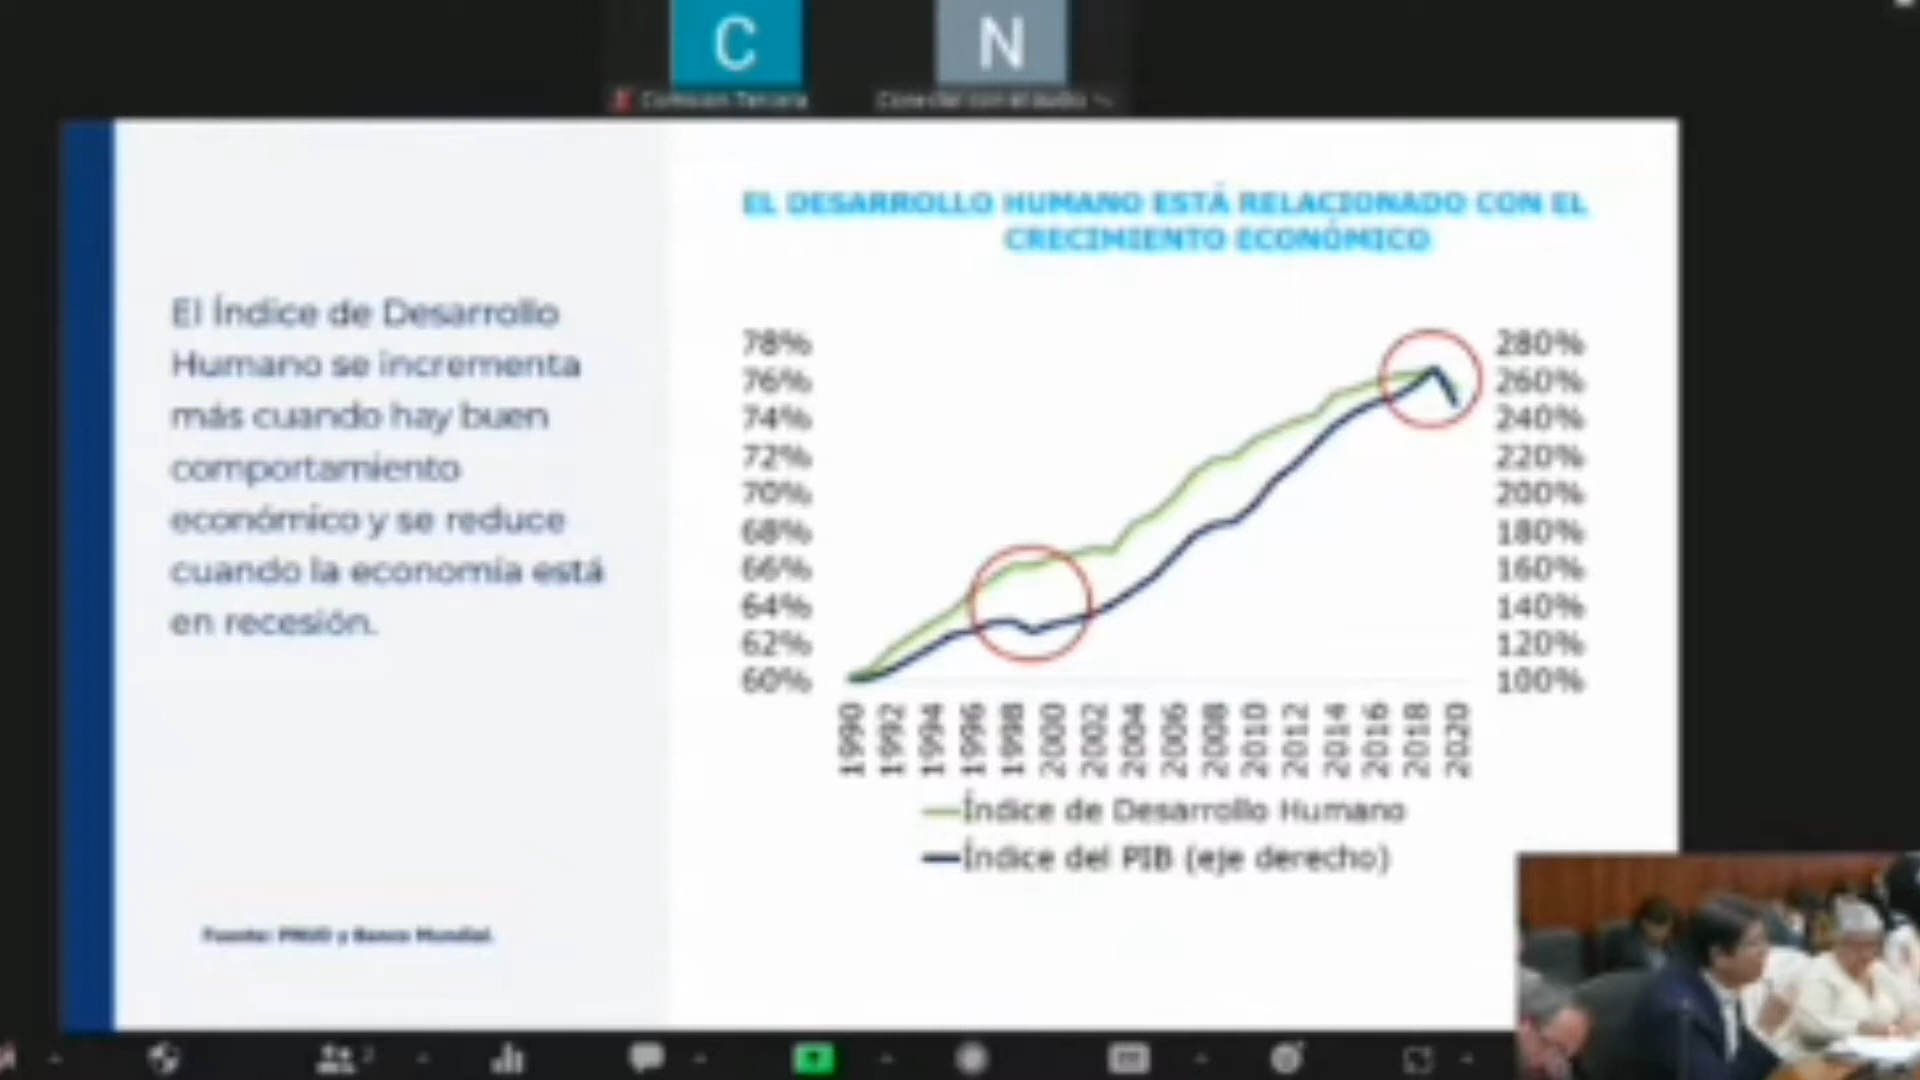 C
N
Comision Tercera
EL DESARROLLO HUMANO ESTÁ RELACIONADO CON EL
CRECIMIENTO ECONÓMICO
El Índice de Desarrollo
Humano se incrementa
más cuando hay buen
comportamiento
económico y se reduce
cuando la economía está
en recesión.
78%
76%
74%
72%
70%
68%
66%
64%
62%
60%
280%
260%
240%
220%
200%
180%
160%
140%
120%
100%
1990
1992
1994
1996
1998
2000
2002
2004
2006
2008
2010
2012
2014
2016
2018
2020
Índice de Desarrollo Humano
Índice del PIB (eje derecho)
Fuente: PNUD y Banco Mundial.
2